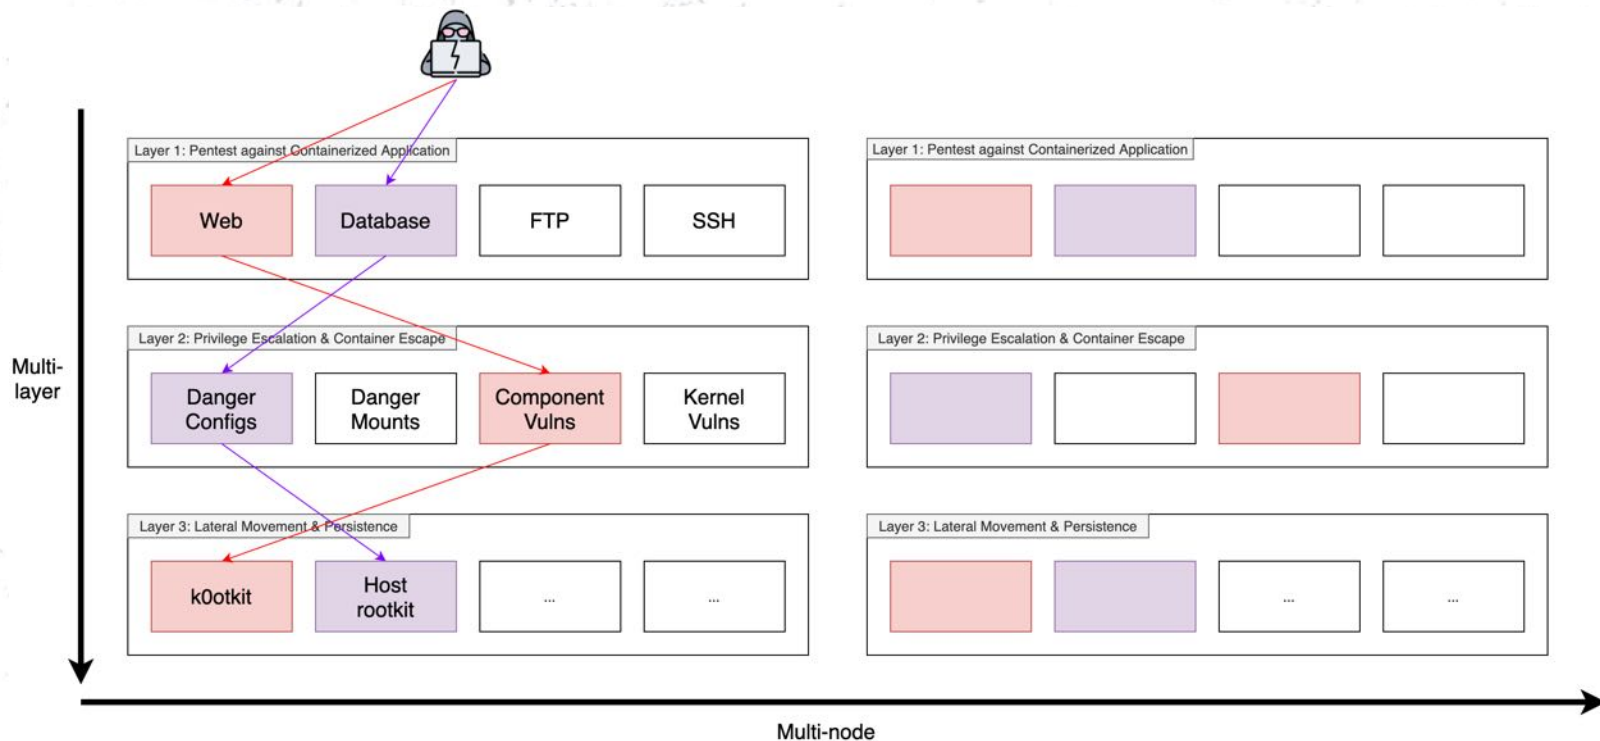 Layer 1: Pentest against Containerized Application
Web
Database
FTP
SSH
Layer 1: Pentest against Containerized Application
Multi-
layer
Layer 2: Privilege Escalation & Container Escape
Danger
Configs
Danger
Mounts
Component
Vulns
Kernel
Vulns
Layer 2: Privilege Escalation & Container Escape
Layer 3: Lateral Movement & Persistence
k0otkit
Host
rootkit
...
...
Layer 3: Lateral Movement & Persistence
...
...
Multi-node